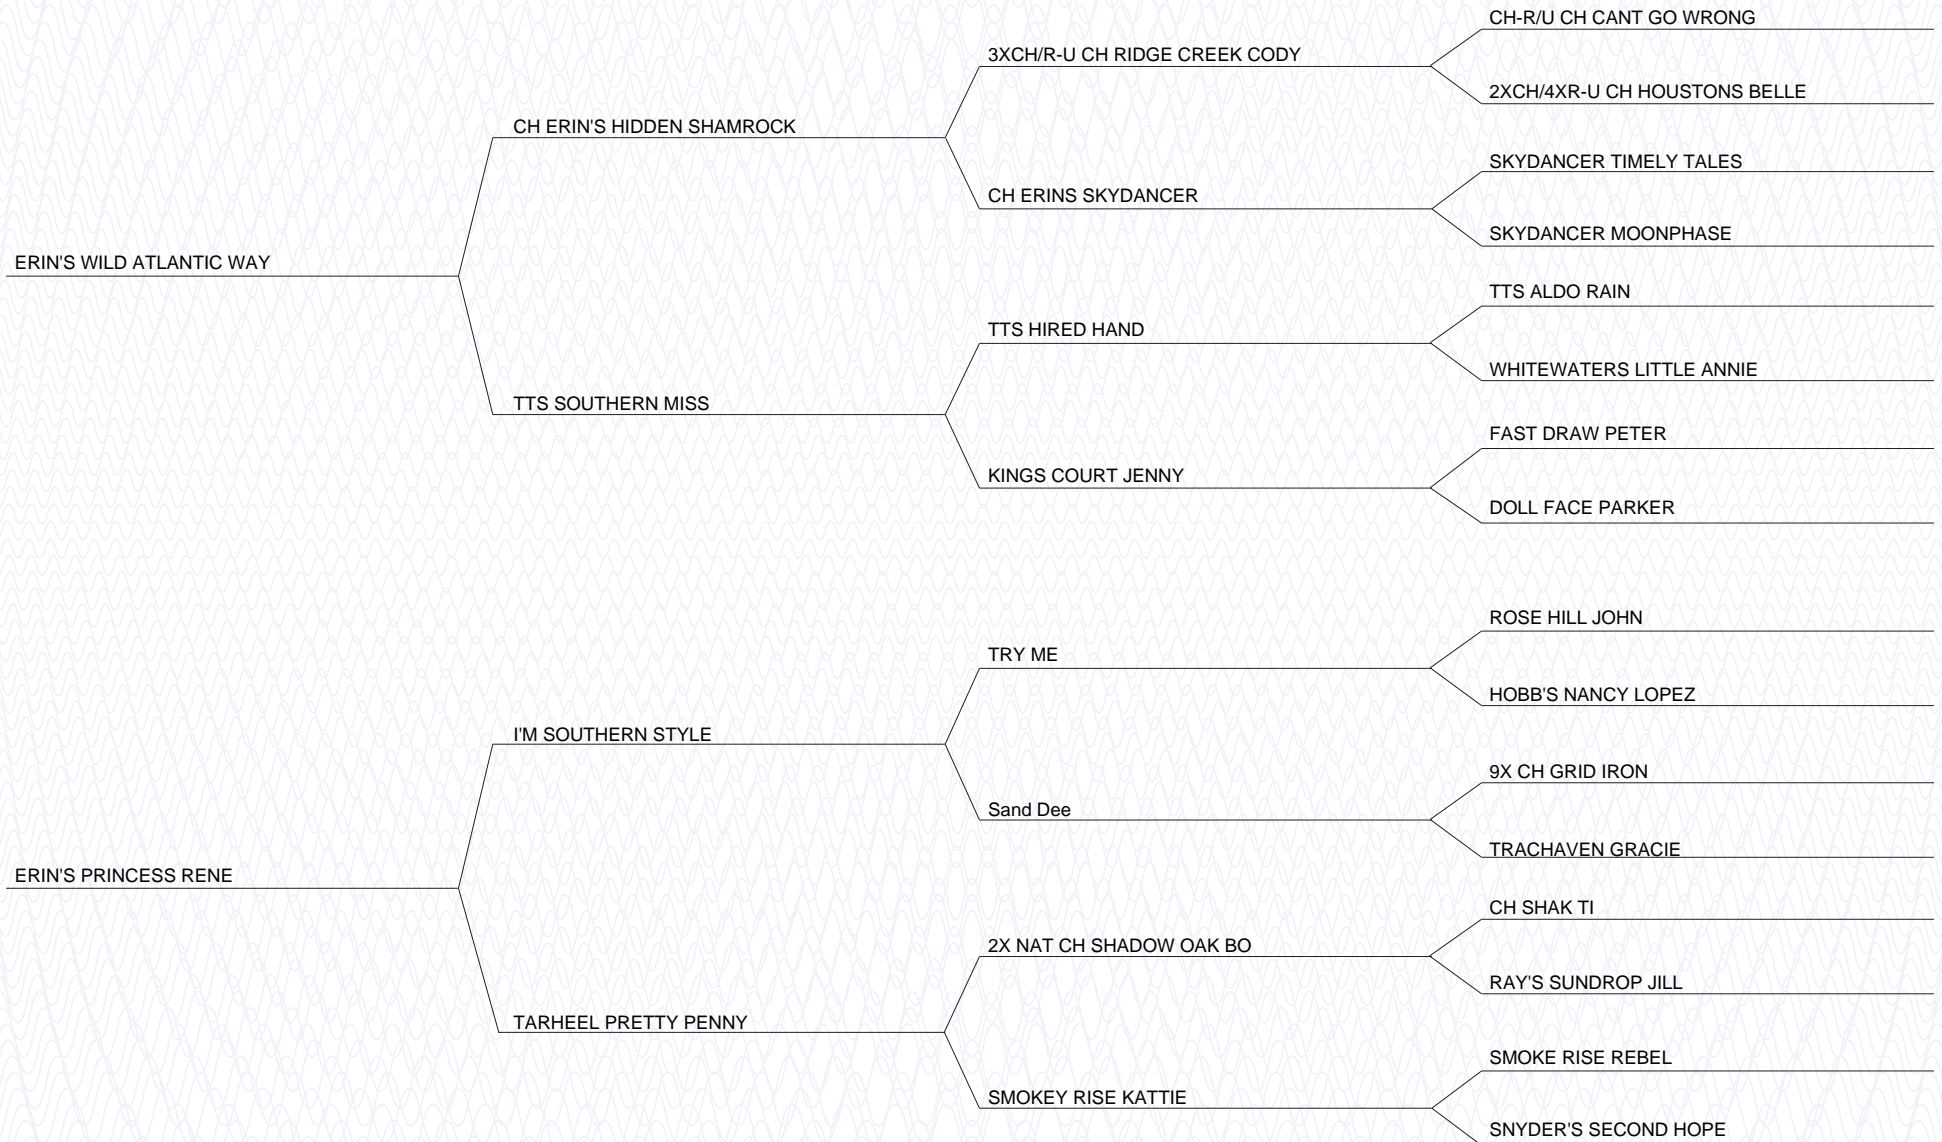 CH-R/U CH CANT GO WRONG
3XCH/R-U CH RIDGE CREEK CODY
2XCH/4XR-U CH HOUSTONS BELLE
CH ERIN'S HIDDEN SHAMROCK
SKYDANCER TIMELY TALES
CH ERINS SKYDANCER
SKYDANCER MOONPHASE
ERIN'S WILD ATLANTIC WAY
TTS ALDO RAIN
TTS HIRED HAND
WHITEWATERS LITTLE ANNIE
TTS SOUTHERN MISS
FAST DRAW PETER
KINGS COURT JENNY
DOLL FACE PARKER
ROSE HILL JOHN
TRY ME
HOBB'S NANCY LOPEZ
I'M SOUTHERN STYLE
9X CH GRID IRON
Sand Dee
TRACHAVEN GRACIE
ERIN'S PRINCESS RENE
CH SHAK TI
2X NAT CH SHADOW OAK BO
RAY'S SUNDROP JILL
TARHEEL PRETTY PENNY
SMOKE RISE REBEL
SMOKEY RISE KATTIE
SNYDER'S SECOND HOPE